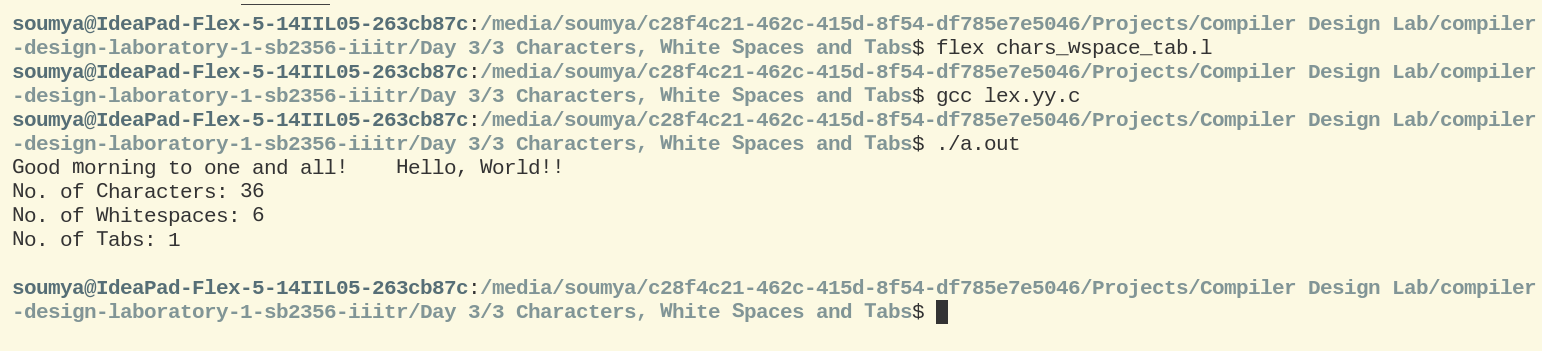 soumya@IdeaPad-Flex-5-14IIL05-263cb87c:/media/soumya/c28f4c21-462c-415d-8f54-df785e7e5046/Projects/Compiler Design Lab/compiler
-design-laboratory-1-sb2356-iiitr/Day 3/3 Characters, White Spaces and Tabs$ flex chars_wspace_tab.l
soumya@IdeaPad-Flex-5-14IIL05-263cb87c:/media/soumya/c28f4c21-462c-415d-8f54-df785e7e5046/Projects/Compiler Design Lab/compiler
-design-laboratory-1-sb2356-iiitr/Day 3/3 Characters, White Spaces and Tabs$ gcc lex.yy.c
soumya@IdeaPad-Flex-5-14IIL05-263cb87c:/media/soumya/c28f4c21-462c-415d-8f54-df785e7e5046/Projects/Compiler Design Lab/compiler
-design-laboratory-1-sb2356-iiitr/Day 3/3 Characters, White Spaces and Tabs$ ./a.out
Good morning to one and all!    Hello, World!!
No. of Characters: 36
No. of Whitespaces: 6
No. of Tabs: 1
soumya@IdeaPad-Flex-5-14IIL05-263cb87c:/media/soumya/c28f4c21-462c-415d-8f54-df785e7e5046/Projects/Compiler Design Lab/compiler
-design-laboratory-1-sb2356-iiitr/Day 3/3 Characters, White Spaces and Tabs$